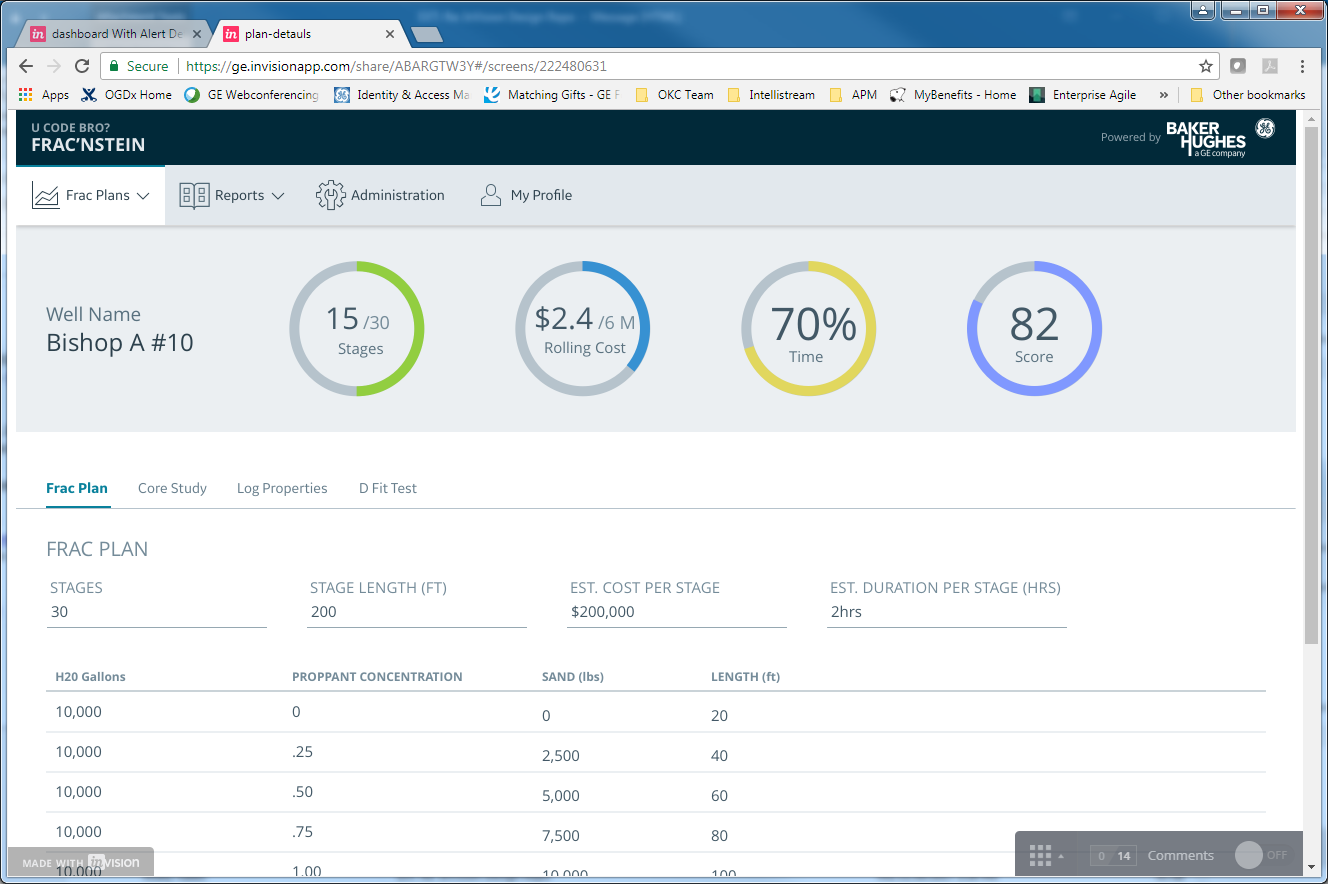 dashboard With Alert De
plan-detauls
Secure
https://ge.invisionapp.com/share/ABARGTW3Y#/screens/222480631
Apps
OGDx Home
GE Webconferencing
Identity & Access Ma
Matching Gifts - GE F
OKC Team
Intellistream
APM
MyBenefits - Home
Enterprise Agile
»
Other bookmarks
U CODE BRO?
FRAC'NSTEIN
Powered by
BAKER
HUGHES
a GE company
Frac Plans
Reports
Administration
My Profile
Well Name
Bishop A #10
15 /30
Stages
$2.4 /6 M
Rolling Cost
70%
Time
82
Score
Frac Plan
Core Study
Log Properties
D Fit Test
FRAC PLAN
STAGES
30
STAGE LENGTH (FT)
200
EST. COST PER STAGE
$200,000
EST. DURATION PER STAGE (HRS)
2hrs
H20 Gallons PROPPANT CONCENTRATION SAND (lbs) LENGTH (ft)
10,000 0 0 20
10,000 .25 2,500 40
10,000 .50 5,000 60
10,000 .75 7,500 80
10,000 1.00 10,000 100
MADE WITH inVISION
0 14 Comments OFF